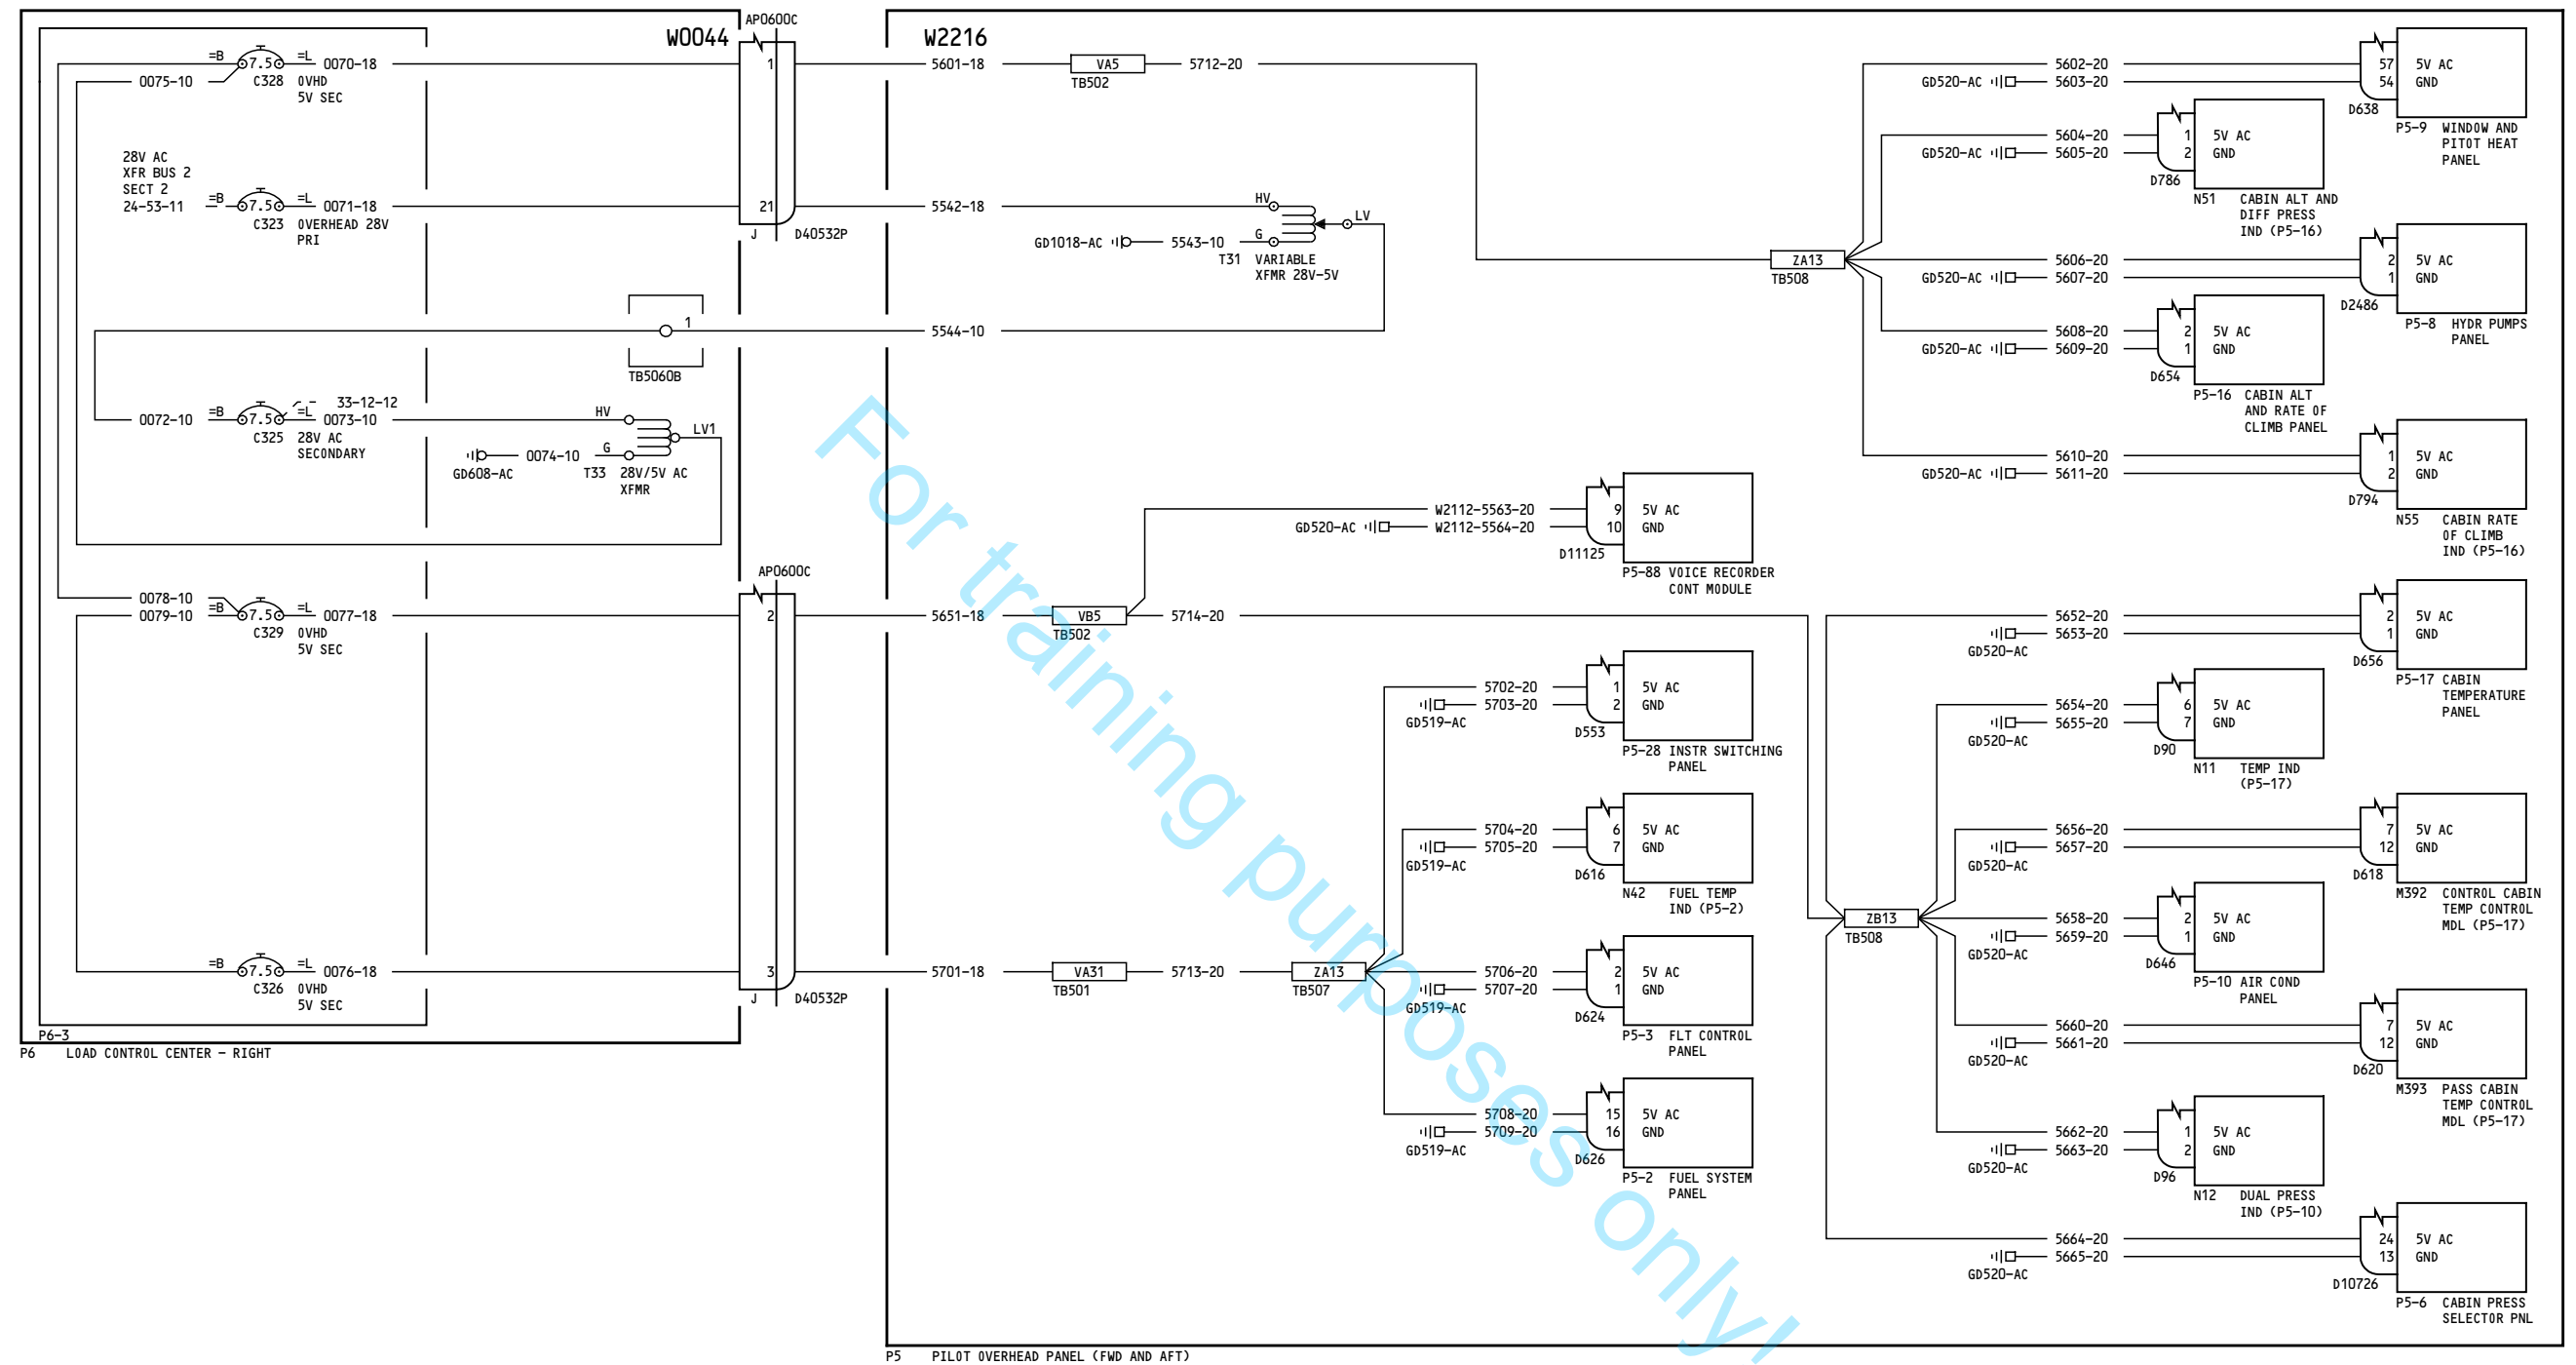 AP0600C
W0044
W2216
=B 7.5 =L 0070-18
0075-10
C328 0VHD
5V SEC
1
5601-18
VA5
TB502
5712-20
28V AC
XFR BUS 2
SECT 2
24-53-11
=B 7.5 =L 0071-18
C323 OVERHEAD 28V
PRI
21
J D40532P
5542-18
HV
LV
GD1018-AC 5543-10 G
T31 VARIABLE
XFMR 28V-5V
1
TB5060B
5544-10
33-12-12
0072-10 =B 7.5 =L 0073-10
C325 28V AC
SECONDARY
HV
LV1
GD608-AC 0074-10 G
T33 28V/5V AC
XFMR
AP0600C
0078-10
0079-10 =B 7.5 =L 0077-18
C329 0VHD
5V SEC
2
5651-18
VB5
TB502
5714-20
=B 7.5 =L 0076-18
C326 0VHD
5V SEC
3
J D40532P
5701-18
VA31
TB501
5713-20
ZA13
TB507
P6-3
P6 LOAD CONTROL CENTER - RIGHT
W2112-5563-20 9 5V AC
GD520-AC W2112-5564-20 10 GND
D11125
P5-88 VOICE RECORDER
CONT MODULE
5702-20 1 5V AC
5703-20 2 GND
GD519-AC
D553
P5-28 INSTR SWITCHING
PANEL
5704-20 6 5V AC
5705-20 7 GND
GD519-AC
D616
N42 FUEL TEMP
IND (P5-2)
5706-20 2 5V AC
5707-20 1 GND
GD519-AC
D624
P5-3 FLT CONTROL
PANEL
5708-20 15 5V AC
5709-20 16 GND
GD519-AC
D626
P5-2 FUEL SYSTEM
PANEL
ZA13
TB508
5602-20 57 5V AC
GD520-AC 5603-20 54 GND
D638
P5-9 WINDOW AND
PITOT HEAT
PANEL
5604-20 1 5V AC
GD520-AC 5605-20 2 GND
D786
N51 CABIN ALT AND
DIFF PRESS
IND (P5-16)
5606-20 2 5V AC
GD520-AC 5607-20 1 GND
D2486
P5-8 HYDR PUMPS
PANEL
5608-20 2 5V AC
GD520-AC 5609-20 1 GND
D654
P5-16 CABIN ALT
AND RATE OF
CLIMB PANEL
5610-20 1 5V AC
GD520-AC 5611-20 2 GND
D794
N55 CABIN RATE
OF CLIMB
IND (P5-16)
ZB13
TB508
5652-20 2 5V AC
5653-20 1 GND
GD520-AC
D656
P5-17 CABIN
TEMPERATURE
PANEL
5654-20 6 5V AC
5655-20 7 GND
GD520-AC
D90
N11 TEMP IND
(P5-17)
5656-20 7 5V AC
5657-20 12 GND
GD520-AC
D618
M392 CONTROL CABIN
TEMP CONTROL
MDL (P5-17)
5658-20 2 5V AC
5659-20 1 GND
GD520-AC
D646
P5-10 AIR COND
PANEL
5660-20 7 5V AC
5661-20 12 GND
GD520-AC
D620
M393 PASS CABIN
TEMP CONTROL
MDL (P5-17)
5662-20 1 5V AC
5663-20 2 GND
GD520-AC
D96
N12 DUAL PRESS
IND (P5-10)
5664-20 24 5V AC
5665-20 13 GND
GD520-AC
D10726
P5-6 CABIN PRESS
SELECTOR PNL
P5 PILOT OVERHEAD PANEL (FWD AND AFT)
For training purposes only!